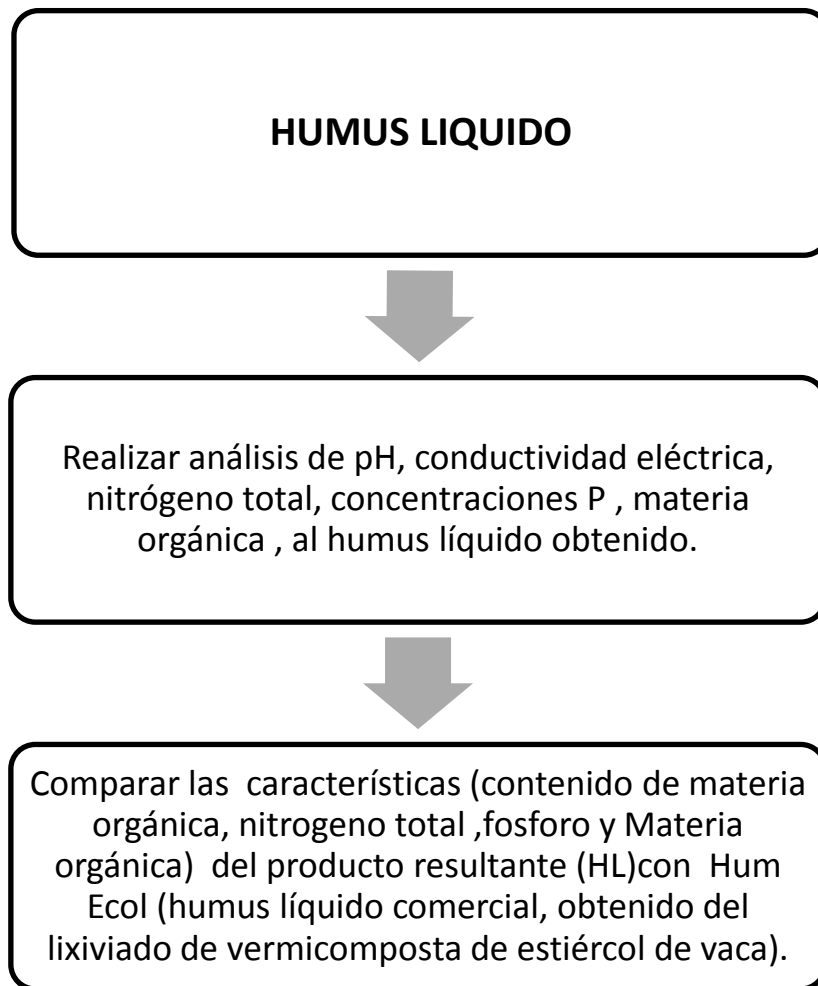 HUMUS LIQUIDO
Realizar análisis de pH, conductividad eléctrica,
nitrógeno total, concentraciones P , materia
orgánica , al humus líquido obtenido.
Comparar las  características (contenido de materia
orgánica, nitrogeno total ,fosforo y Materia
orgánica)  del producto resultante (HL)con  Hum
Ecol (humus líquido comercial, obtenido del
lixiviado de vermicomposta de estiércol de vaca).